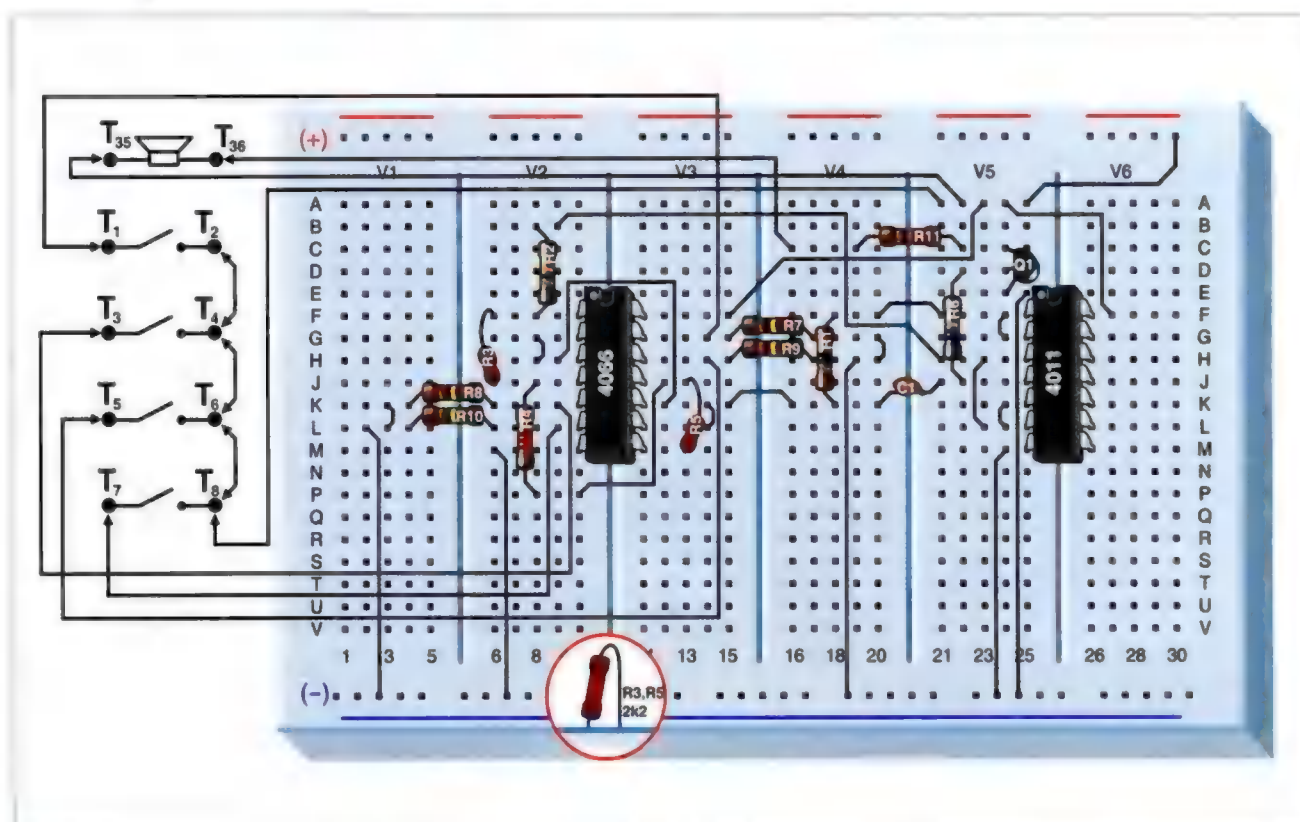 T35 T36
(+)
V1 V2 V3 V4 V5 V6
A A
B R11 B
T1 T2
C R2 C
D Q1 D
E R6 E
T3 T4
F F
G R7 R1 G
H R3 4066 R9 4011 H
J R8 C1 J
T5 T6
K R10 R4 K
L R5 L
M M
N N
T7 T8
P P
Q Q
R R
S S
T T
U U
V V
1 3 5 6 8 13 15 16 18 20 21 23 25 26 28 30
(-)
R3,R5
2k2